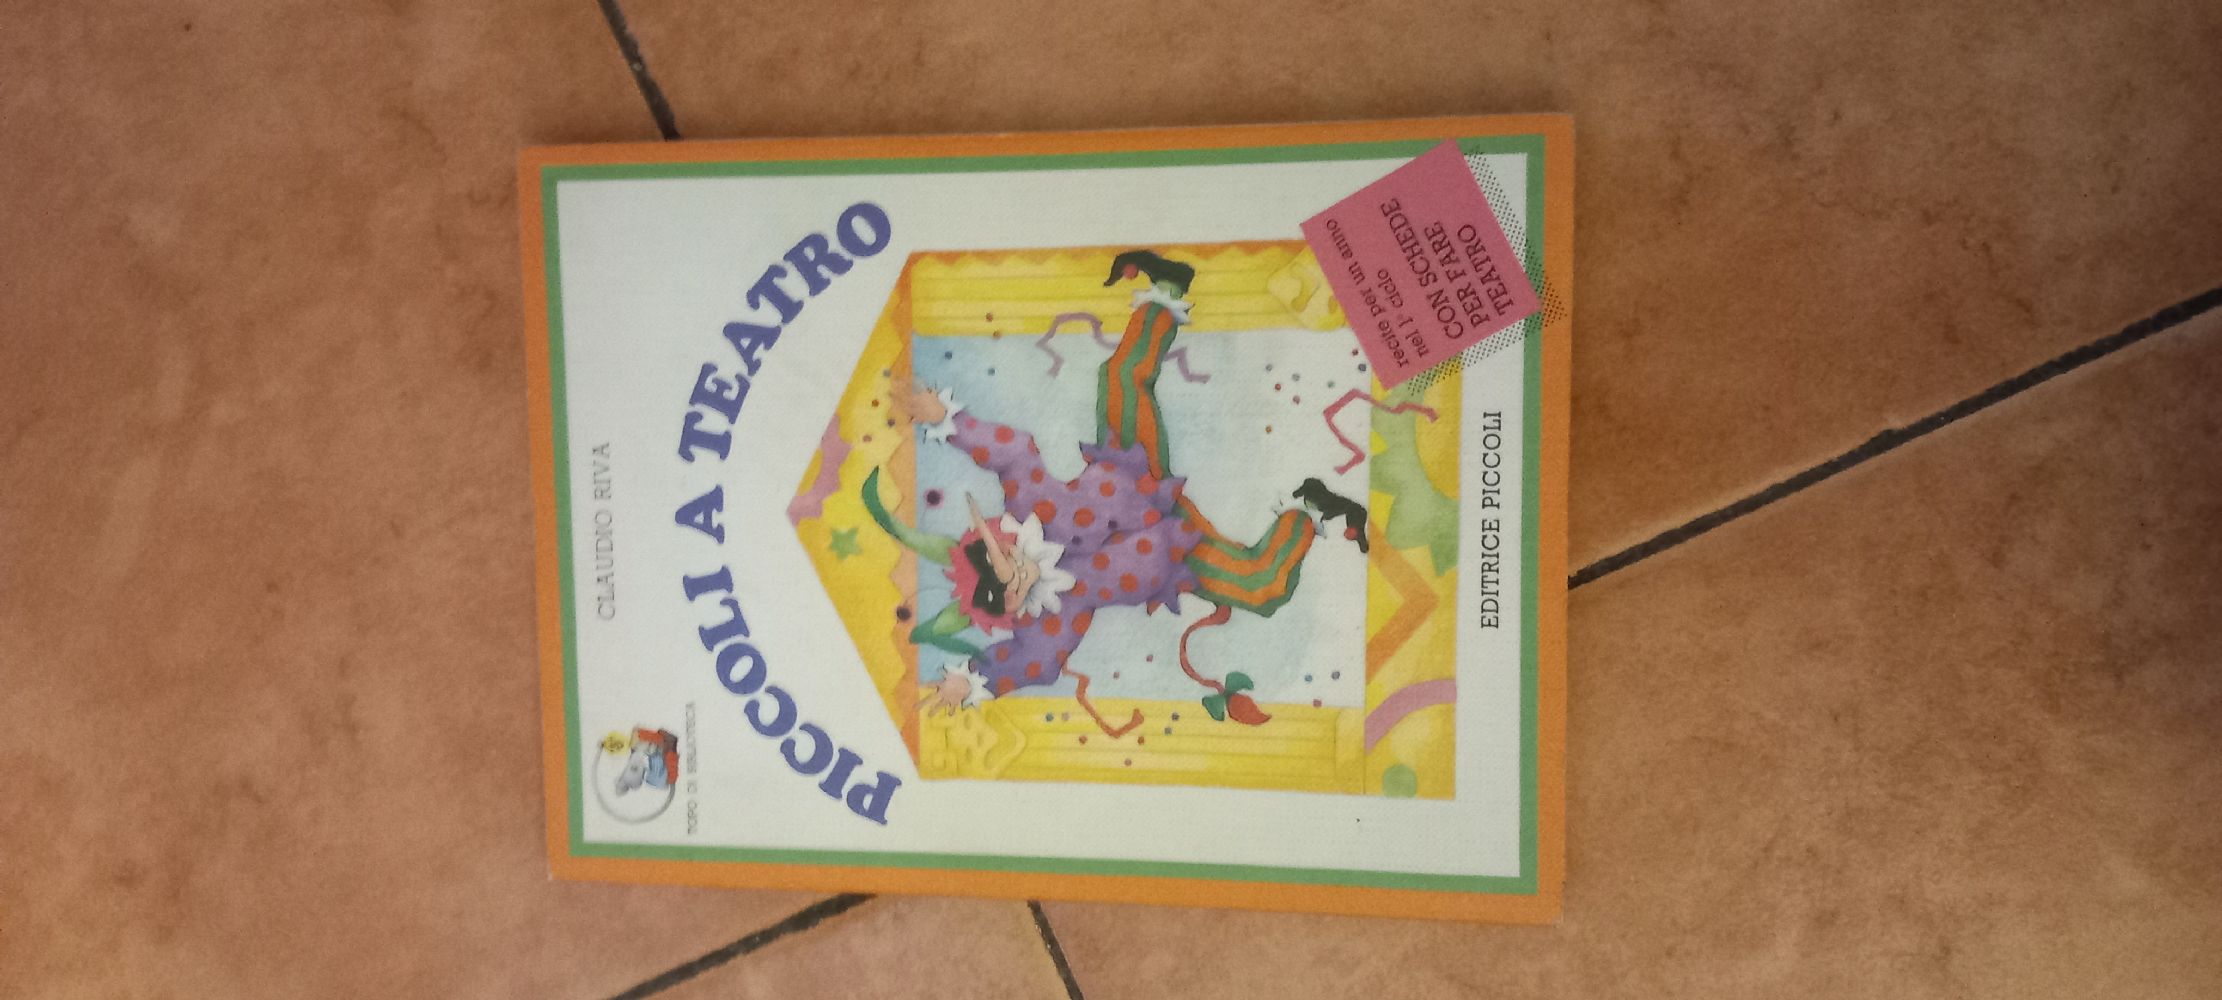 CLAUDIO RIVA
TOPO DI BIBLIOTECA
PICCOLI A TEATRO
recite per un anno
nel 1° ciclo
CON SCHEDE
PER FARE
TEATRO
EDITRICE PICCOLI